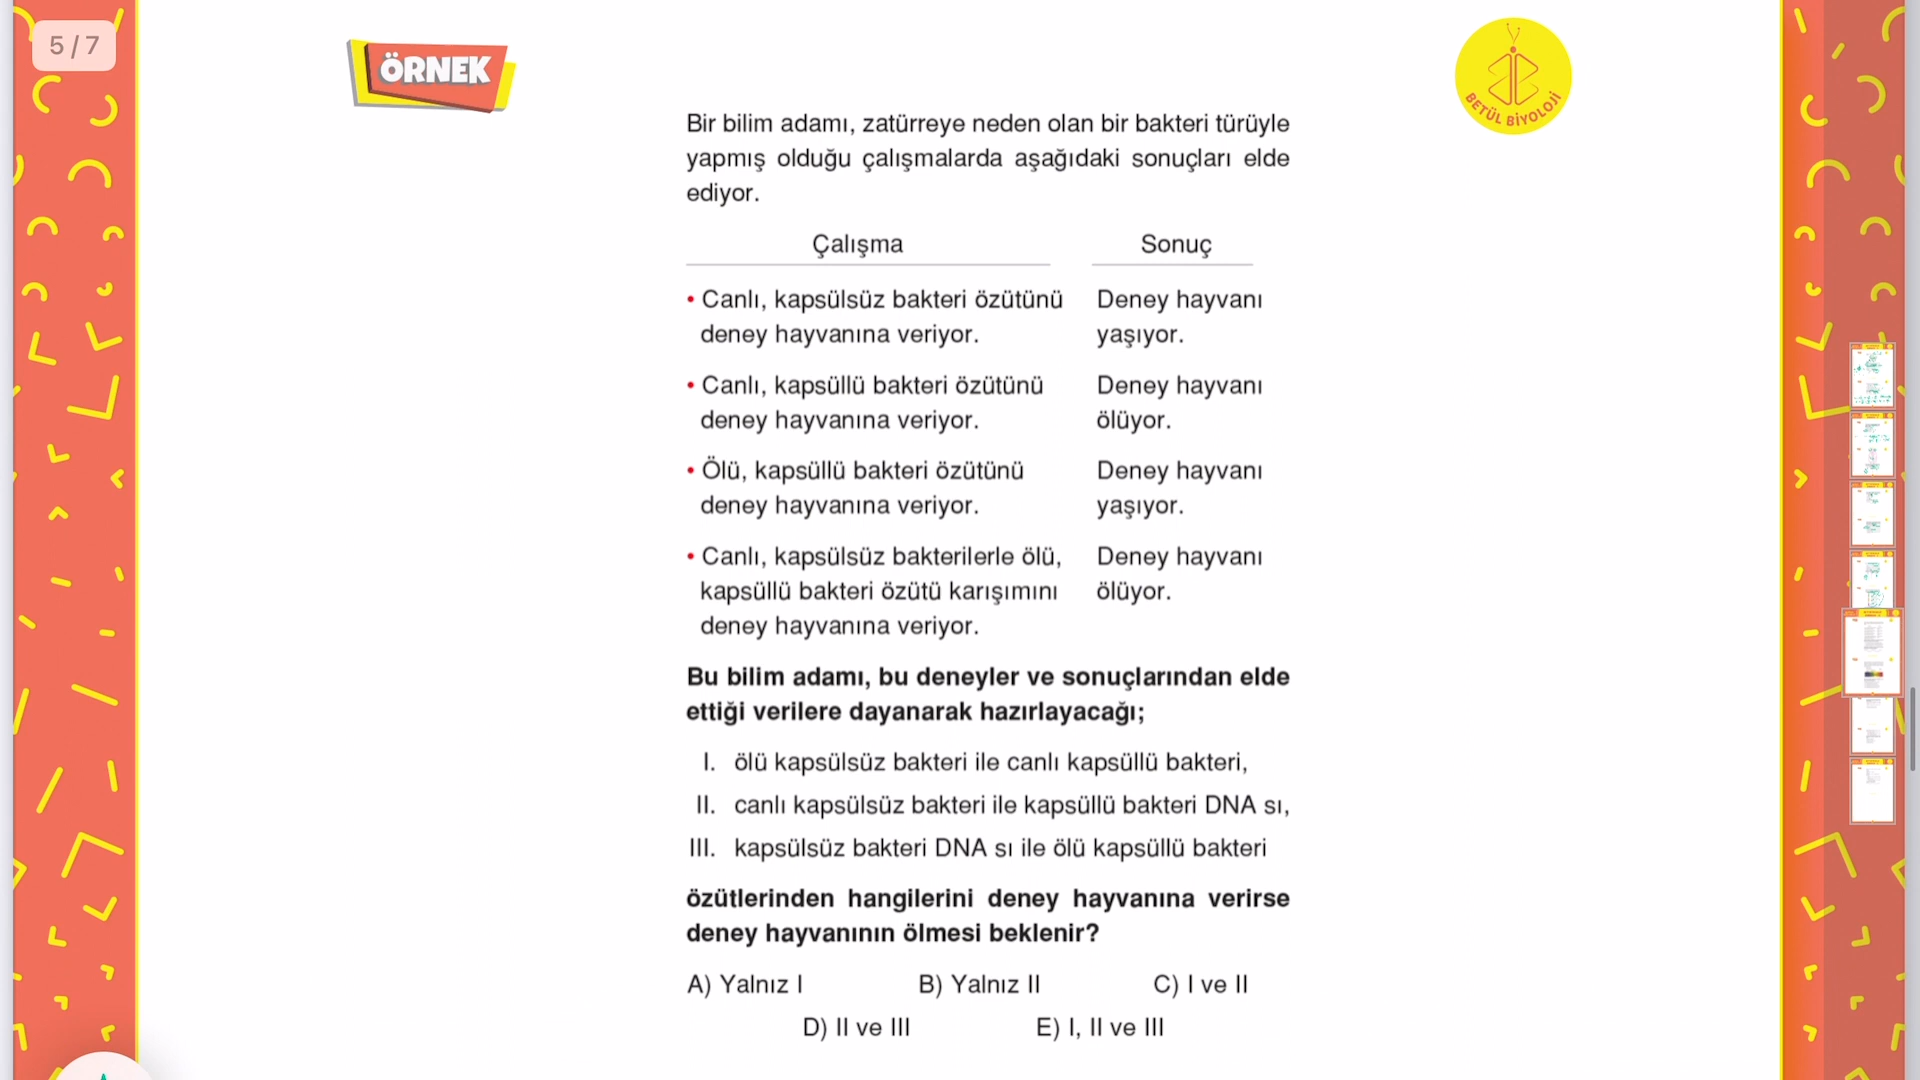 5 / 7
ÖRNEK
BETÜL BİYOLOJİ
Bir bilim adamı, zatürreye neden olan bir bakteri türüyle
yapmış olduğu çalışmalarda aşağıdaki sonuçları elde
ediyor.
Çalışma Sonuç
• Canlı, kapsülsüz bakteri özütünü Deney hayvanı
deney hayvanına veriyor. yaşıyor.
• Canlı, kapsüllü bakteri özütünü Deney hayvanı
deney hayvanına veriyor. ölüyor.
• Ölü, kapsüllü bakteri özütünü Deney hayvanı
deney hayvanına veriyor. yaşıyor.
• Canlı, kapsülsüz bakterilerle ölü, Deney hayvanı
kapsüllü bakteri özütü karışımını ölüyor.
deney hayvanına veriyor.
Bu bilim adamı, bu deneyler ve sonuçlarından elde
ettiği verilere dayanarak hazırlayacağı;
I. ölü kapsülsüz bakteri ile canlı kapsüllü bakteri,
II. canlı kapsülsüz bakteri ile kapsüllü bakteri DNA sı,
III. kapsülsüz bakteri DNA sı ile ölü kapsüllü bakteri
özütlerinden hangilerini deney hayvanına verirse
deney hayvanının ölmesi beklenir?
A) Yalnız I B) Yalnız II C) I ve II
D) II ve III E) I, II ve III